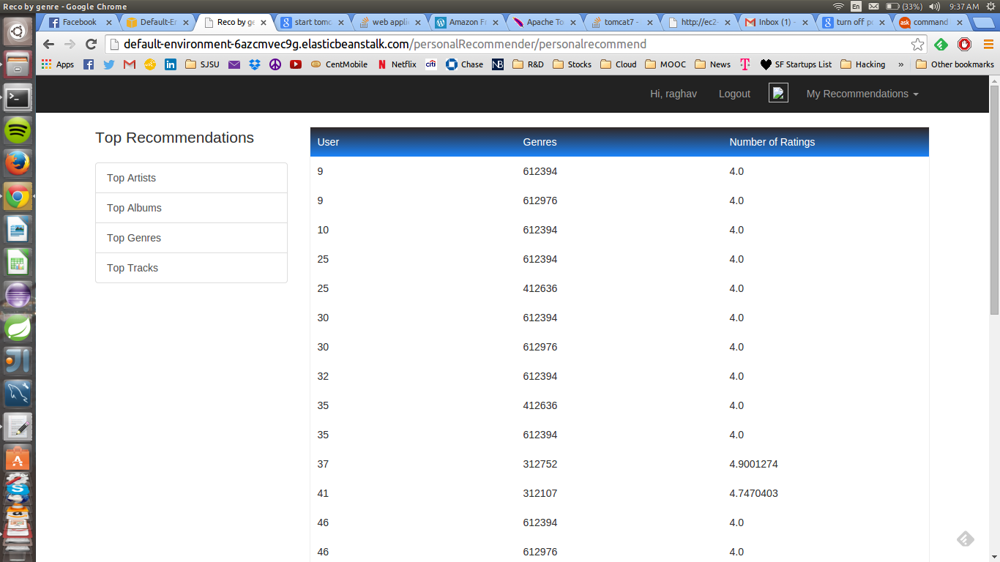 Reco by genre - Google Chrome
En (33%) 9:37 AM
Facebook
Default-En
Reco by ge
start tomc
web applic
Amazon Fr
Apache To
tomcat7 -
http://ec2-
Inbox (1) -
turn off po
command
default-environment-6azcmvec9g.elasticbeanstalk.com/personalRecommender/personalrecommend
Apps SJSU CentMobile Netflix citi Chase NB R&D Stocks Cloud MOOC News T SF Startups List Hacking » Other bookmarks
Hi, raghav Logout My Recommendations
Top Recommendations
Top Artists
Top Albums
Top Genres
Top Tracks
User Genres Number of Ratings
9 612394 4.0
9 612976 4.0
10 612394 4.0
25 612394 4.0
25 412636 4.0
30 612394 4.0
30 612976 4.0
32 612394 4.0
35 412636 4.0
35 612394 4.0
37 312752 4.9001274
41 312107 4.7470403
46 612394 4.0
46 612976 4.0